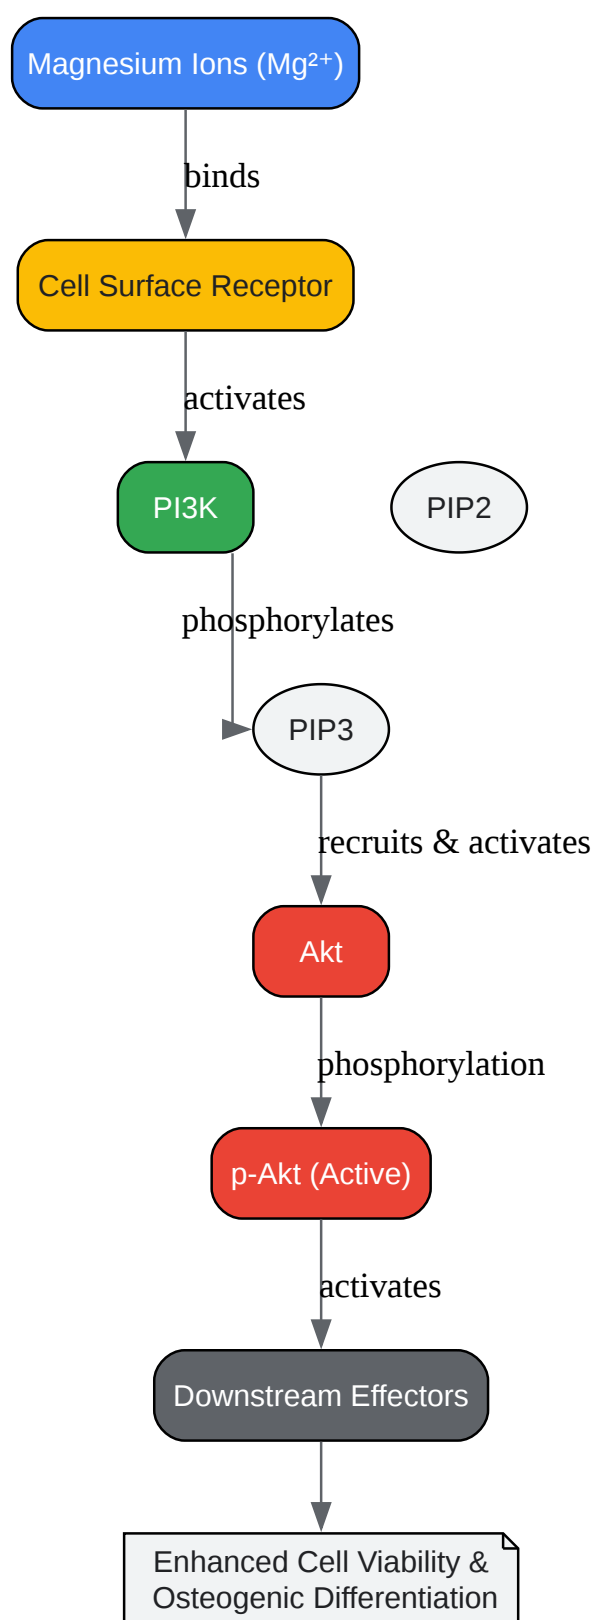 Magnesium Ions (Mg²⁺)
binds
Cell Surface Receptor
activates
PI3K
PIP2
phosphorylates
PIP3
recruits & activates
Akt
phosphorylation
p-Akt (Active)
activates
Downstream Effectors
Enhanced Cell Viability &
Osteogenic Differentiation